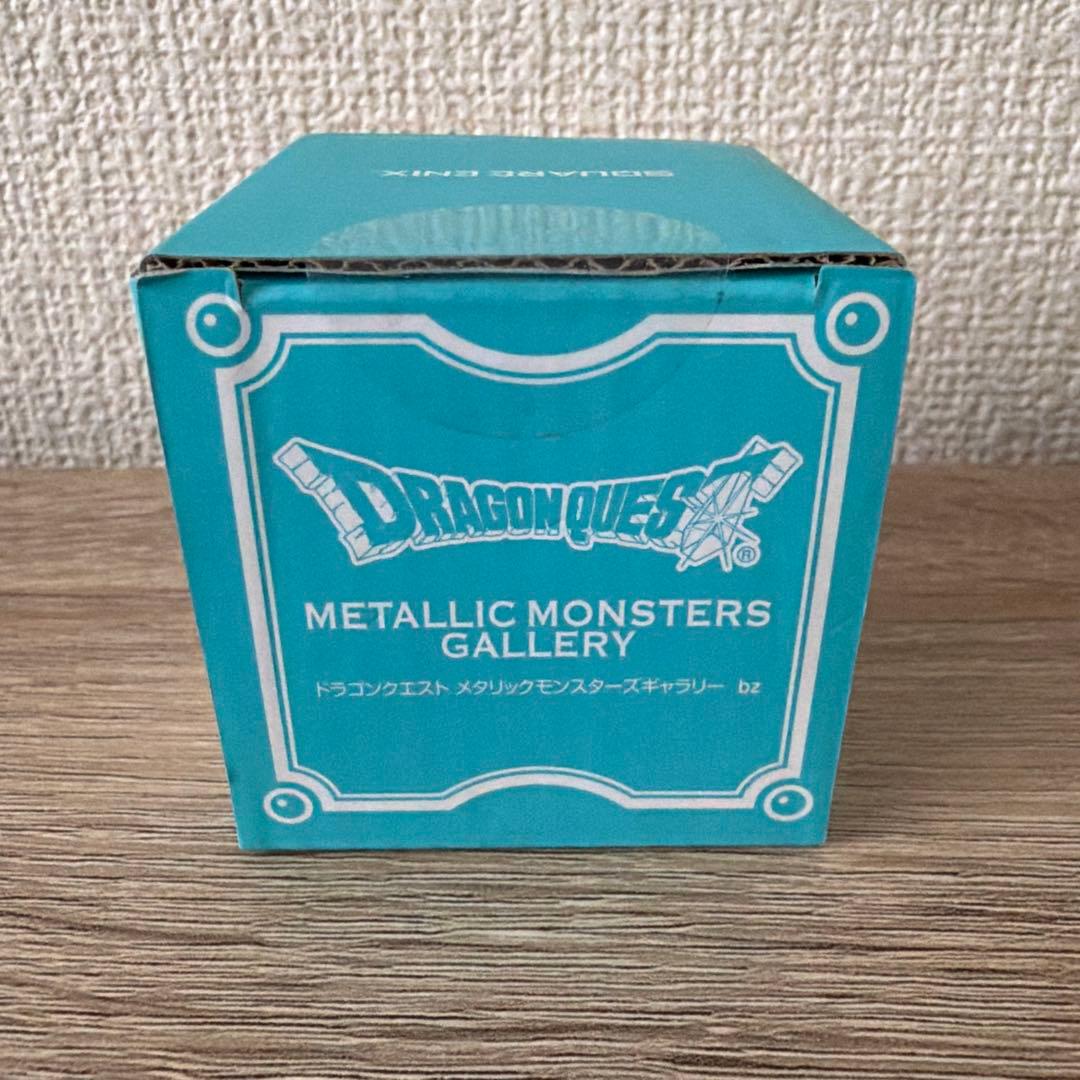 SQUARE ENIX
DRAGON QUEST®
METALLIC MONSTERS
GALLERY
ドラゴンクエスト メタリックモンスターズギャラリー bz